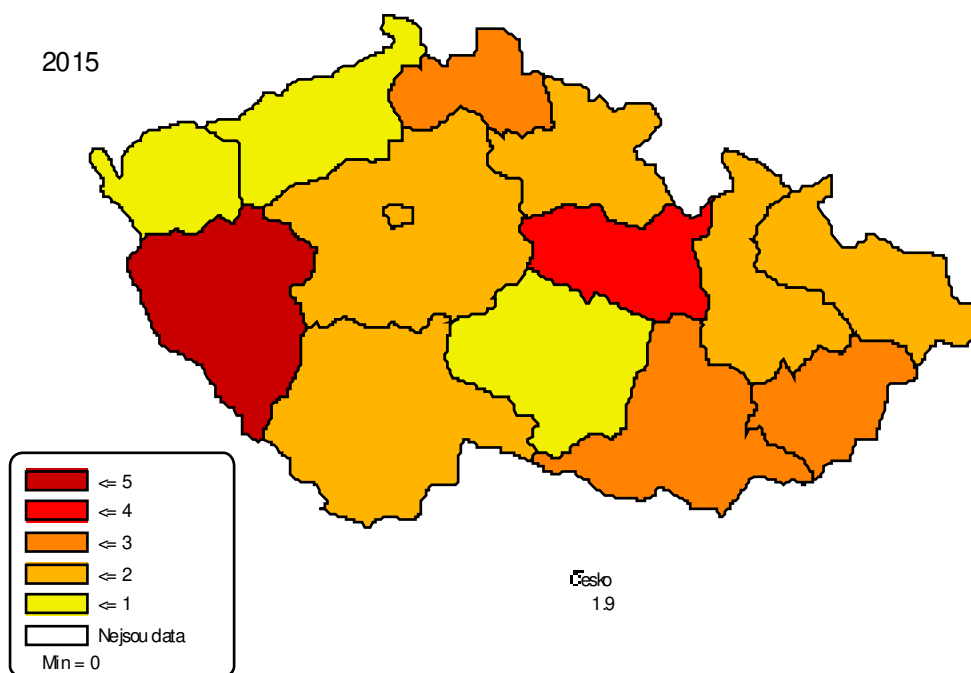 2015
<= 5
<= 4
<= 3
<= 2
<= 1
Nejsou data
Min = 0
Česko
1.9